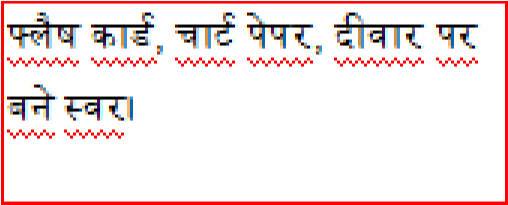 फ्लैष कार्ड, चार्ट पेपर, दीवार पर
बने स्वर।